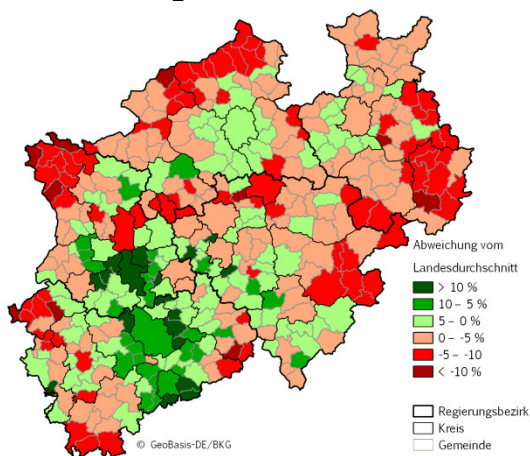 Abweichung vom
Landesdurchschnitt
> 10 %
10 – 5 %
5 – 0 %
0 – -5 %
-5 – -10
< -10 %
Regierungsbezirk
Kreis
Gemeinde
© GeoBasis-DE/BKG